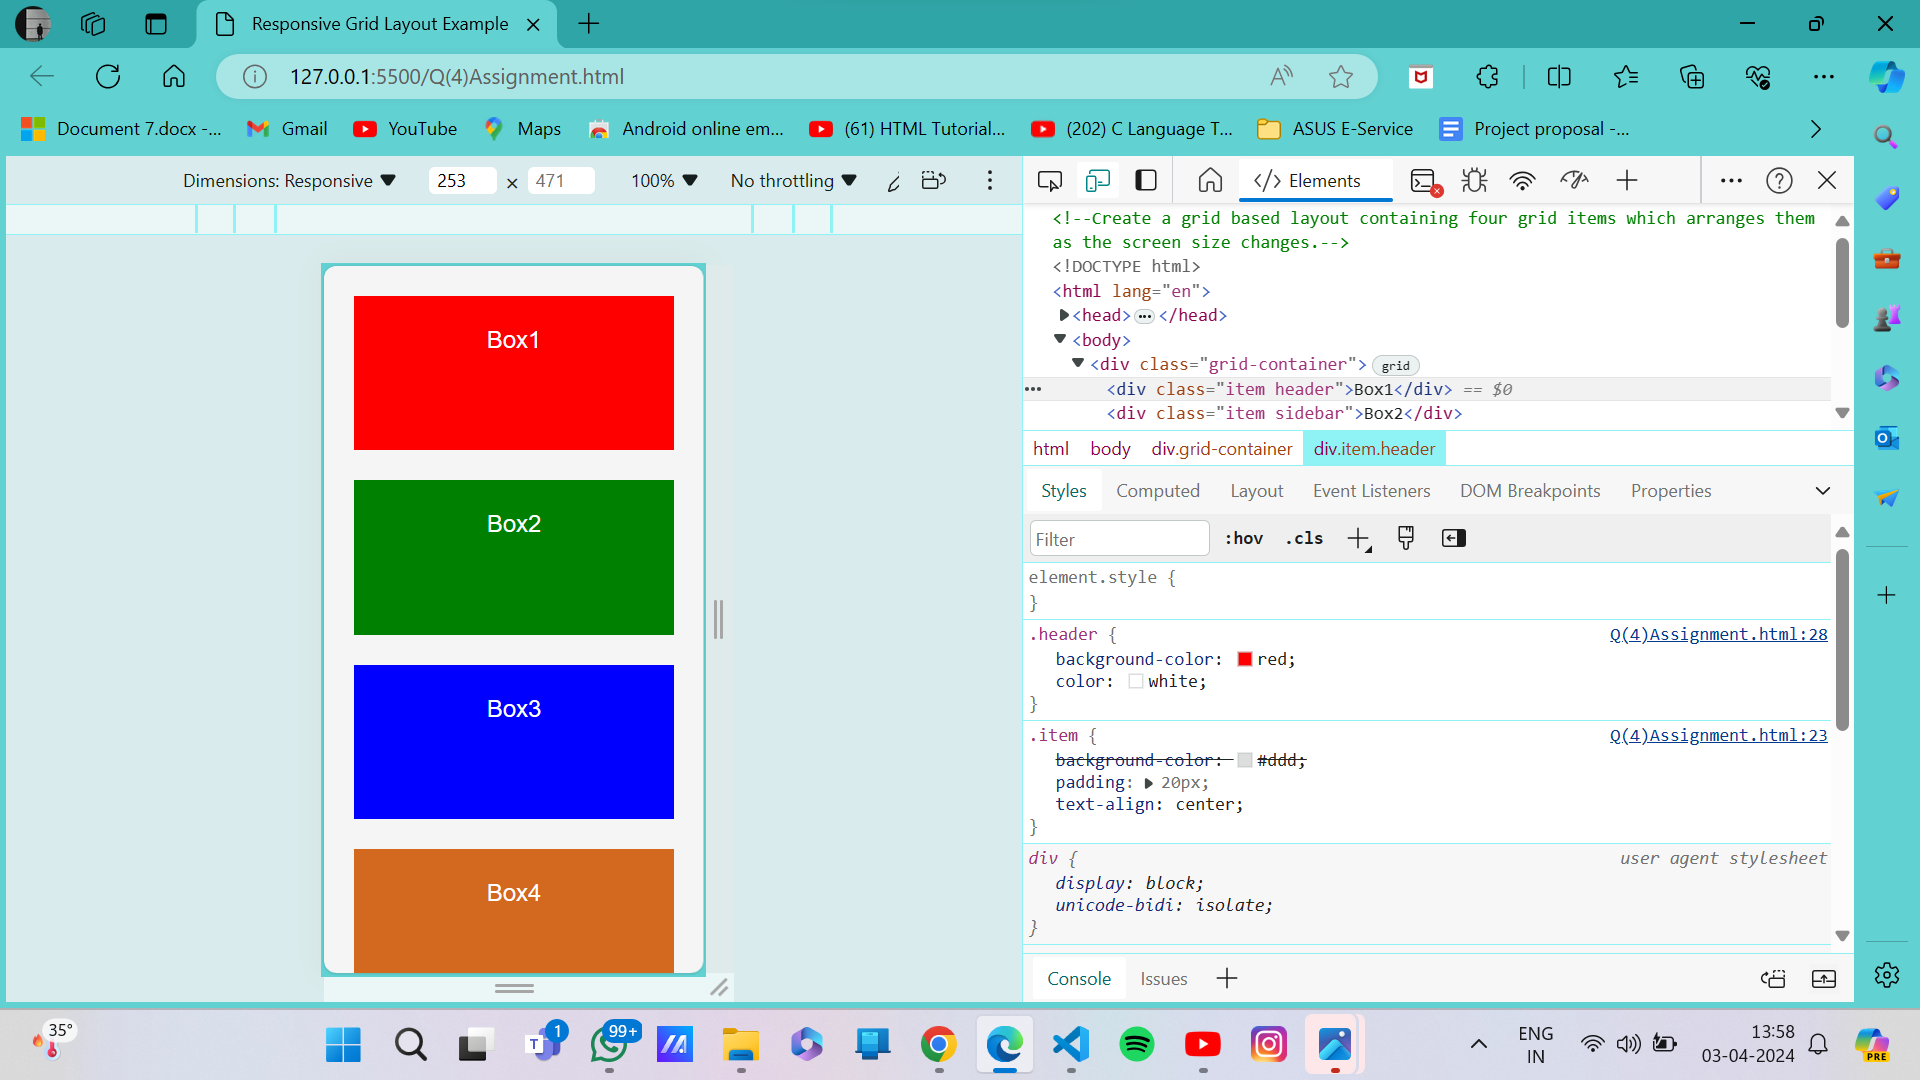 Responsive Grid Layout Example
127.0.0.1:5500/Q(4)Assignment.html
Document 7.docx -...
Gmail
YouTube
Maps
Android online em...
(61) HTML Tutorial...
(202) C Language T...
ASUS E-Service
Project proposal -...
Dimensions: Responsive
253 × 471
100%
No throttling
Box1
Box2
Box3
Box4
Elements
<!--Create a grid based layout containing four grid items which arranges them
as the screen size changes.-->
<!DOCTYPE html>
<html lang="en">
<head>…</head>
<body>
<div class="grid-container"> grid
<div class="item header">Box1</div> == $0
<div class="item sidebar">Box2</div>
html body div.grid-container div.item.header
Styles Computed Layout Event Listeners DOM Breakpoints Properties
Filter :hov .cls
element.style {
}
.header { Q(4)Assignment.html:28
background-color: red;
color: white;
}
.item { Q(4)Assignment.html:23
background-color: #ddd;
padding: 20px;
text-align: center;
}
div { user agent stylesheet
display: block;
unicode-bidi: isolate;
}
Console Issues
35°
1
99+
ENG
IN
13:58
03-04-2024
PRE